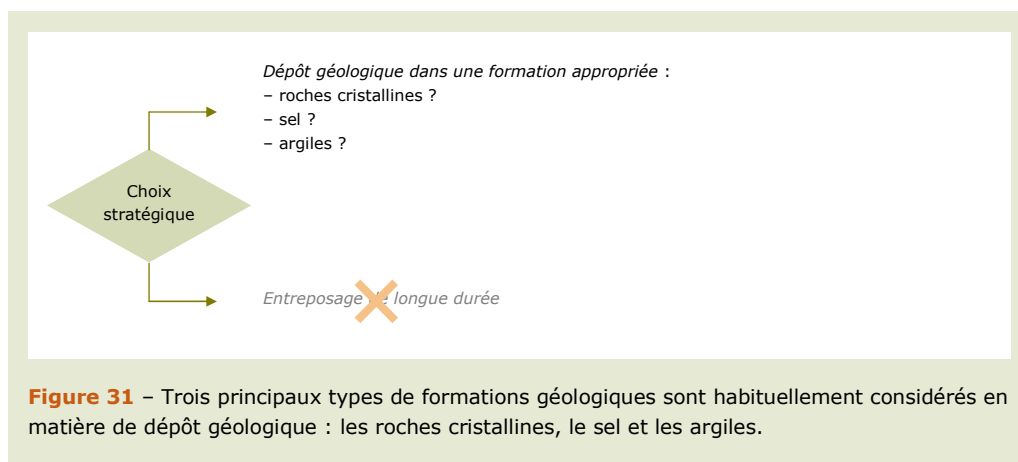 Dépôt géologique dans une formation appropriée :
– roches cristallines ?
– sel ?
– argiles ?
Choix
stratégique
Entreposage de longue durée
Figure 31 – Trois principaux types de formations géologiques sont habituellement considérés en
matière de dépôt géologique : les roches cristallines, le sel et les argiles.